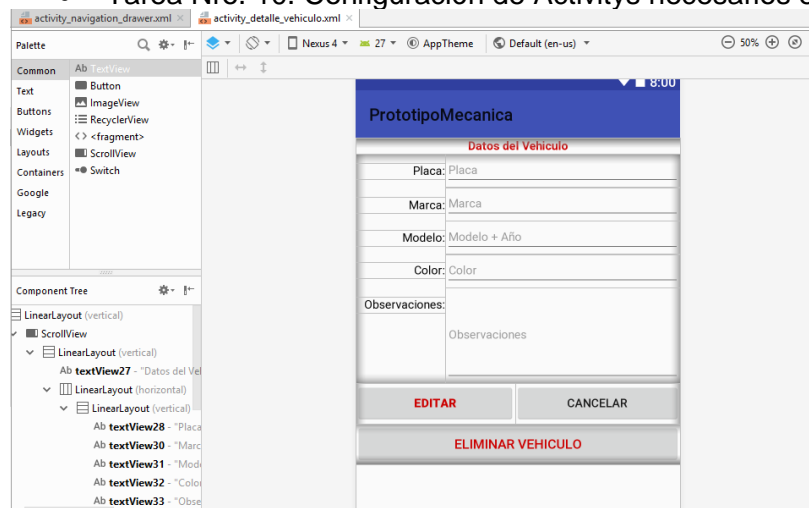 Tarea Nro. 10: Configuración de Activitys necesarios
activity_navigation_drawer.xml
activity_detalle_vehiculo.xml
Palette
Nexus 4
27
AppTheme
Default (en-us)
50%
Common
Text
Buttons
Widgets
Layouts
Containers
Google
Legacy
Ab TextView
Button
ImageView
RecyclerView
<> <fragment>
ScrollView
Switch
Component Tree
LinearLayout (vertical)
ScrollView
LinearLayout (vertical)
Ab textView27 - "Datos del Vel
LinearLayout (horizontal)
LinearLayout (vertical)
Ab textView28 - "Placa
Ab textView30 - "Marc
Ab textView31 - "Mode
Ab textView32 - "Color
Ab textView33 - "Obse
8:00
PrototipoMecanica
Datos del Vehiculo
Placa: Placa
Marca: Marca
Modelo: Modelo + Año
Color: Color
Observaciones:
Observaciones
EDITAR
CANCELAR
ELIMINAR VEHICULO